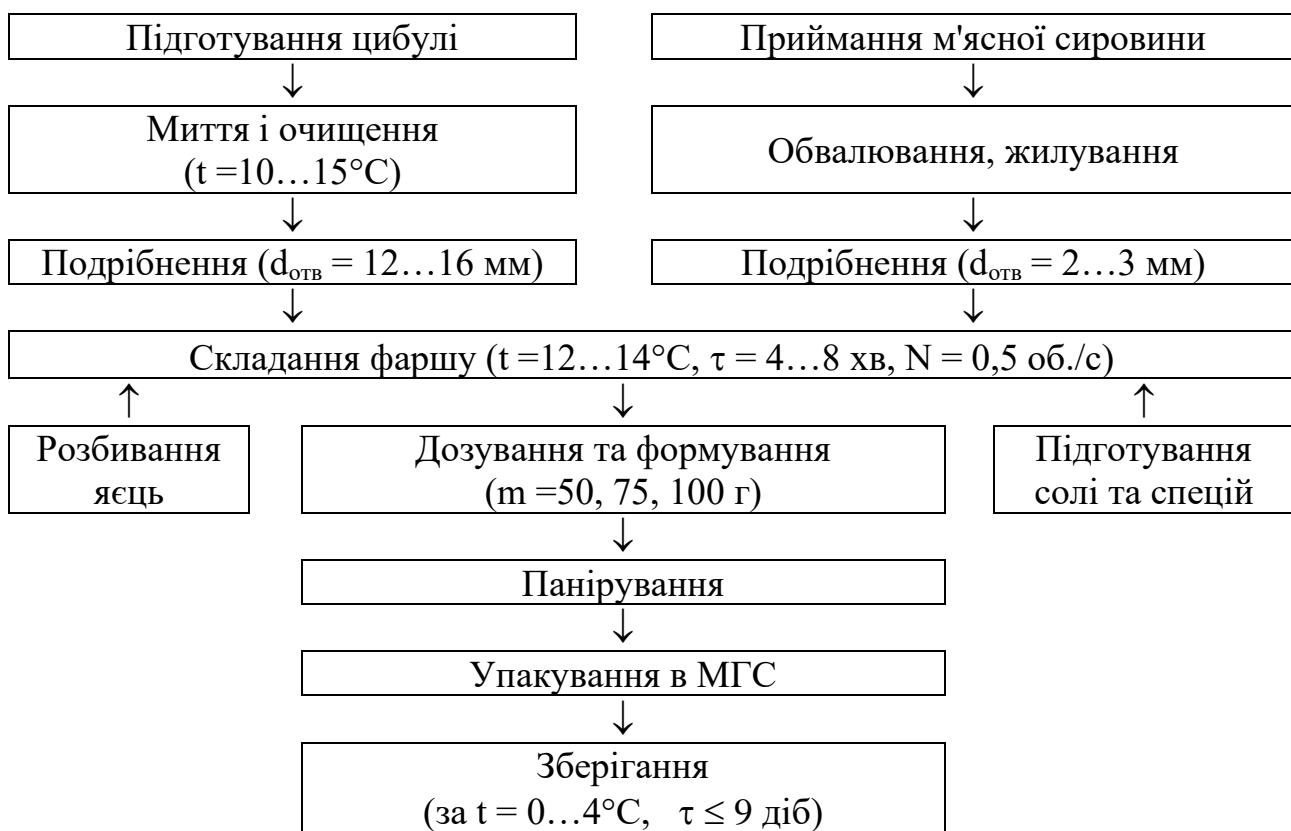 Підготування цибулі
Приймання м'ясної сировини
↓
↓
Миття і очищення
(t =10…15°C)
Обвалювання, жилування
↓
↓
Подрібнення (dотв = 12…16 мм)
Подрібнення (dотв = 2…3 мм)
↓
↓
Складання фаршу (t =12…14°C, τ = 4…8 хв, N = 0,5 об./с)
↑
↓
↑
Розбивання
яєць
Дозування та формування
(m =50, 75, 100 г)
Підготування
солі та спецій
↓
Панірування
↓
Упакування в МГС
↓
Зберігання
(за t = 0…4°C, τ ≤ 9 діб)